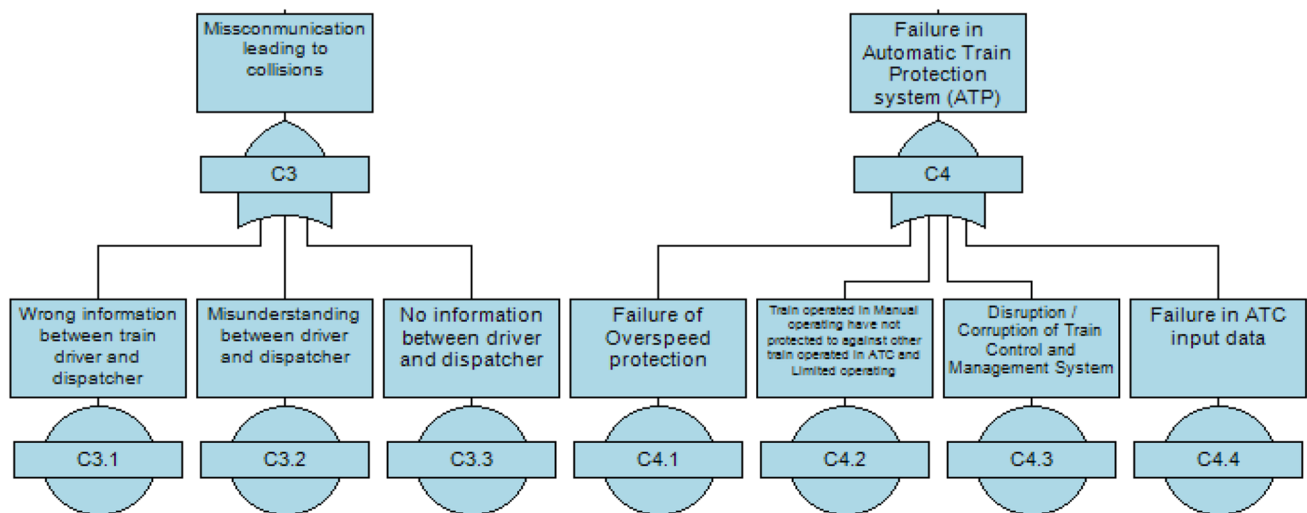 Missconmunication
leading to
collisions
Failure in
Automatic Train
Protection
system (ATP)
C3
C4
Wrong information
between train
driver and
dispatcher
Misunderstanding
between driver
and dispatcher
No information
between driver
and dispatcher
Failure of
Overspeed
protection
Train operated in Manual
operating have not
protected to against other
train operated in ATC and
Limited operating
Disruption /
Corruption of Train
Control and
Management System
Failure in ATC
input data
C3.1
C3.2
C3.3
C4.1
C4.2
C4.3
C4.4